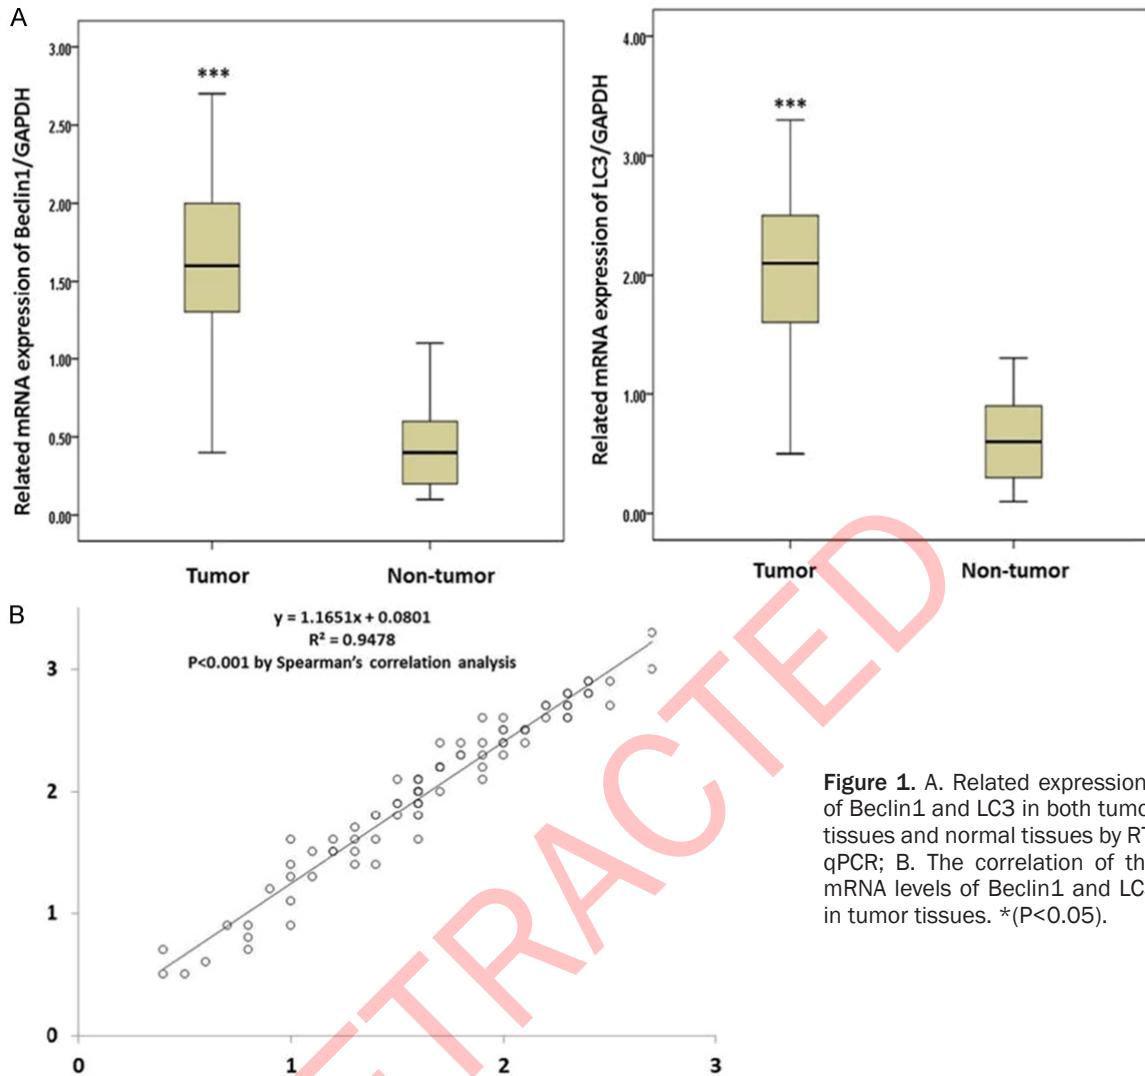 A
Related mRNA expression of Beclin1/GAPDH
3.00
2.50
2.00
1.50
1.00
0.50
0.00
***
Tumor
Non-tumor
Related mRNA expression of LC3/GAPDH
4.00
3.00
2.00
1.00
0.00
***
Tumor
Non-tumor
B
y = 1.1651x + 0.0801
R² = 0.9478
P<0.001 by Spearman's correlation analysis
3
2
1
0
0
1
2
3
Figure 1. A. Related expression
of Beclin1 and LC3 in both tumo
tissues and normal tissues by RT
qPCR; B. The correlation of th
mRNA levels of Beclin1 and LC
in tumor tissues. *(P<0.05).
ETRACTED